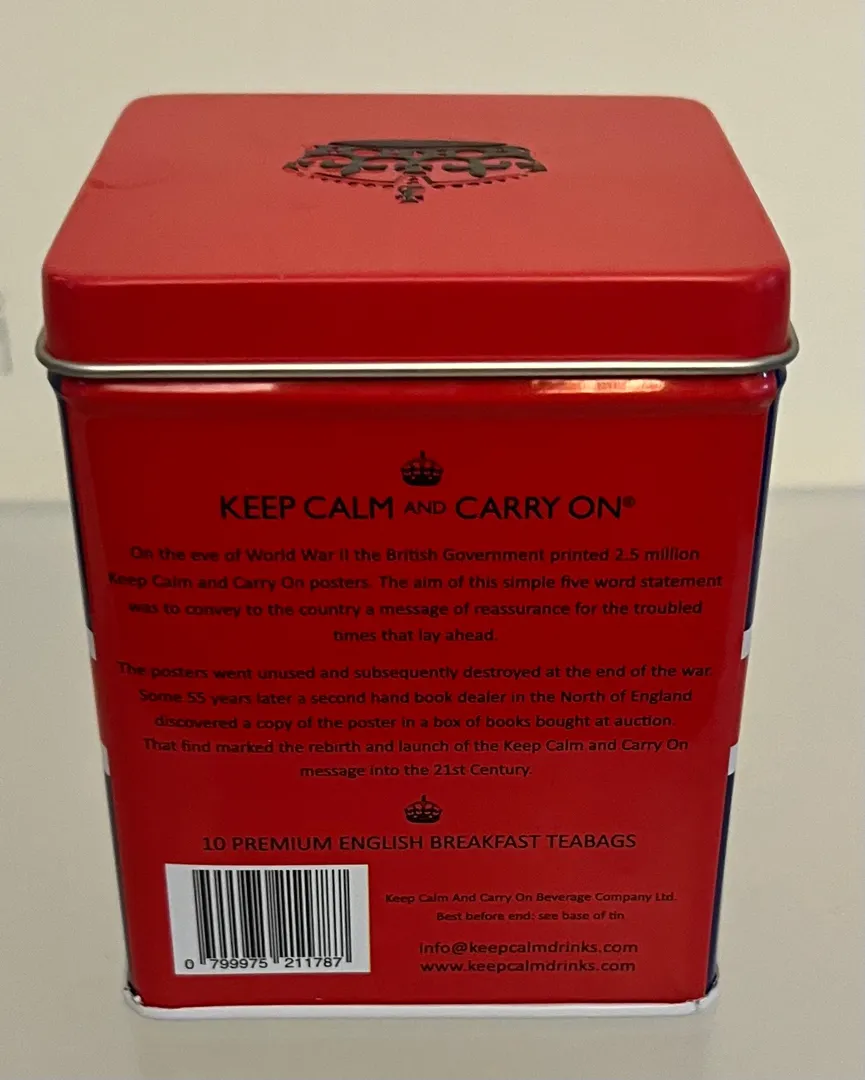 KEEP CALM AND CARRY ON®
On the eve of World War II the British Government printed 2.5 million
Keep Calm and Carry On posters. The aim of this simple five word statement
was to convey to the country a message of reassurance for the troubled
times that lay ahead.
The posters went unused and subsequently destroyed at the end of the war.
Some 55 years later a second hand book dealer in the North of England
discovered a copy of the poster in a box of books bought at auction.
That find marked the rebirth and launch of the Keep Calm and Carry On
message into the 21st Century.
10 PREMIUM ENGLISH BREAKFAST TEABAGS
Keep Calm And Carry On Beverage Company Ltd.
Best before end: see base of tin
info@keepcalmdrinks.com
www.keepcalmdrinks.com
0 799975 211787